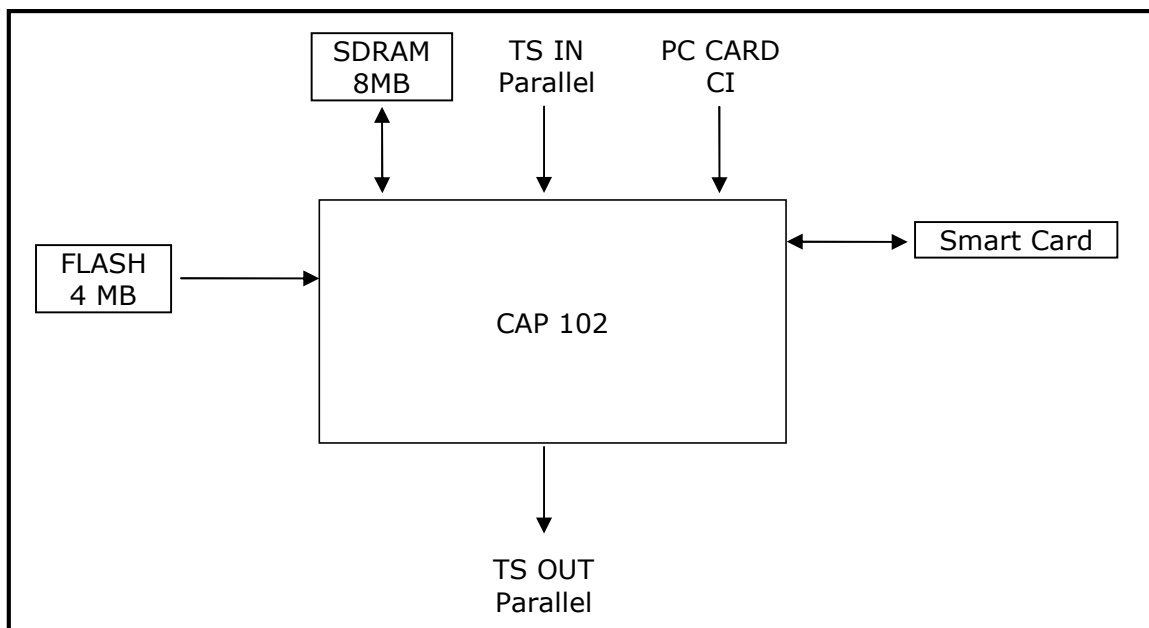 SDRAM
8MB
TS IN
Parallel
PC CARD
CI
Smart Card
FLASH
4 MB
CAP 102
TS OUT
Parallel